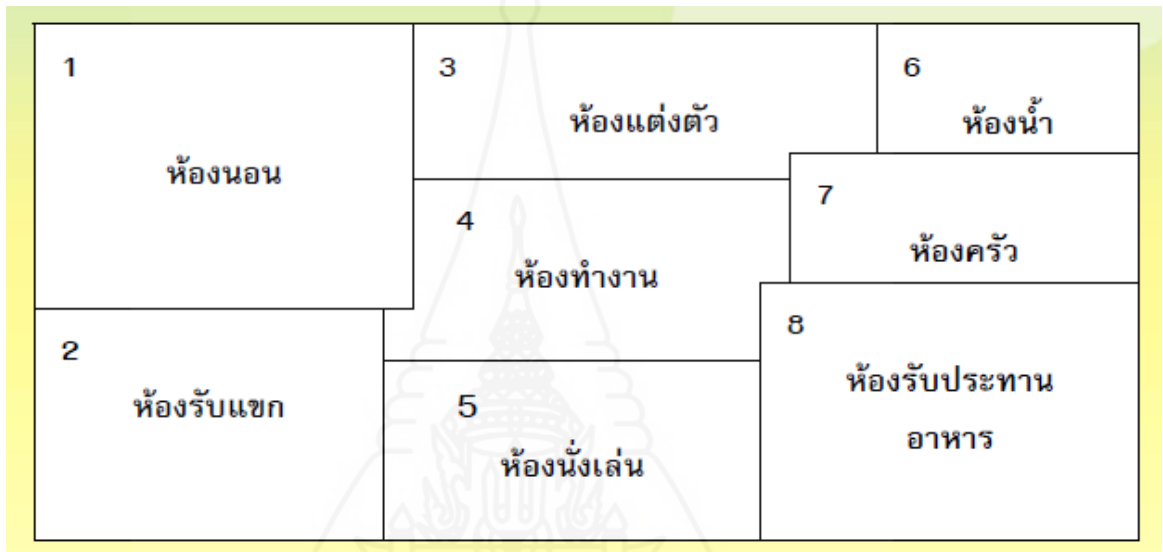 1
ห้องนอน
2
ห้องรับแขก
3
ห้องแต่งตัว
4
ห้องทำงาน
5
ห้องนั่งเล่น
6
ห้องน้ำ
7
ห้องครัว
8
ห้องรับประทาน
อาหาร